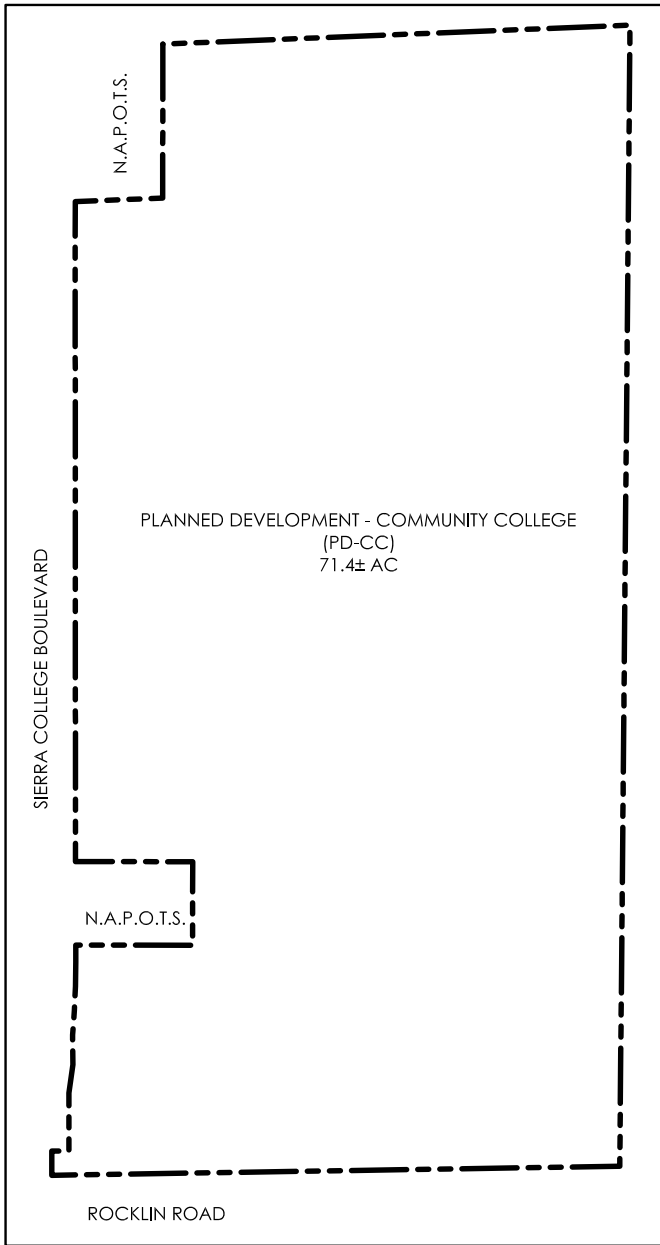 N.A.P.O.T.S.
PLANNED DEVELOPMENT - COMMUNITY COLLEGE
(PD-CC)
71.4± AC
SIERRA COLLEGE BOULEVARD
N.A.P.O.T.S.
ROCKLIN ROAD